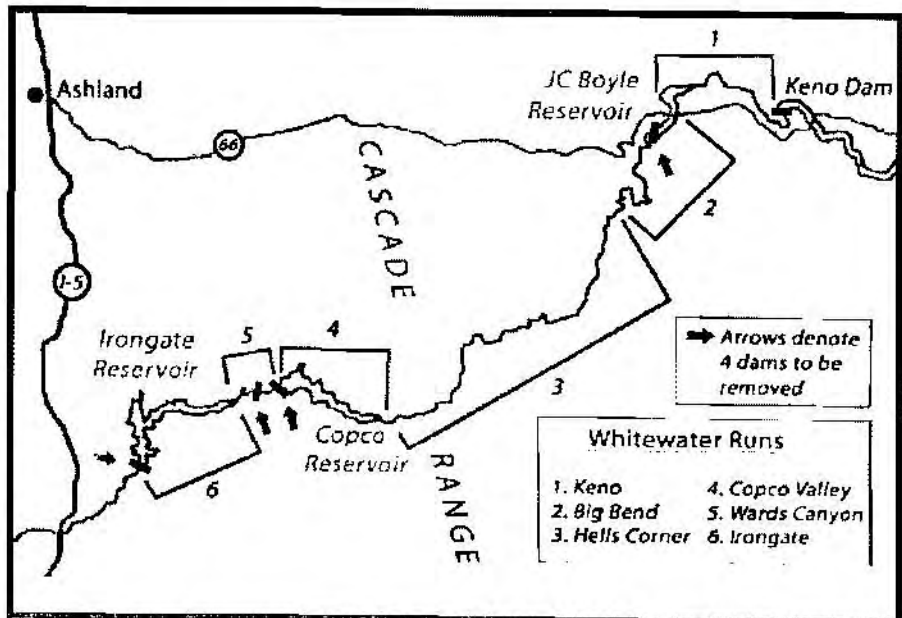 1
JC Boyle
Reservoir
Keno Dam
Ashland
66
CASCADE
2
I-5
Irongate
Reservoir
5
4
Arrows denote
4 dams to be
removed
3
Copco
Reservoir
6
RANGE
Whitewater Runs
1. Keno
2. Big Bend
3. Hells Corner
4. Copco Valley
5. Wards Canyon
6. Irongate